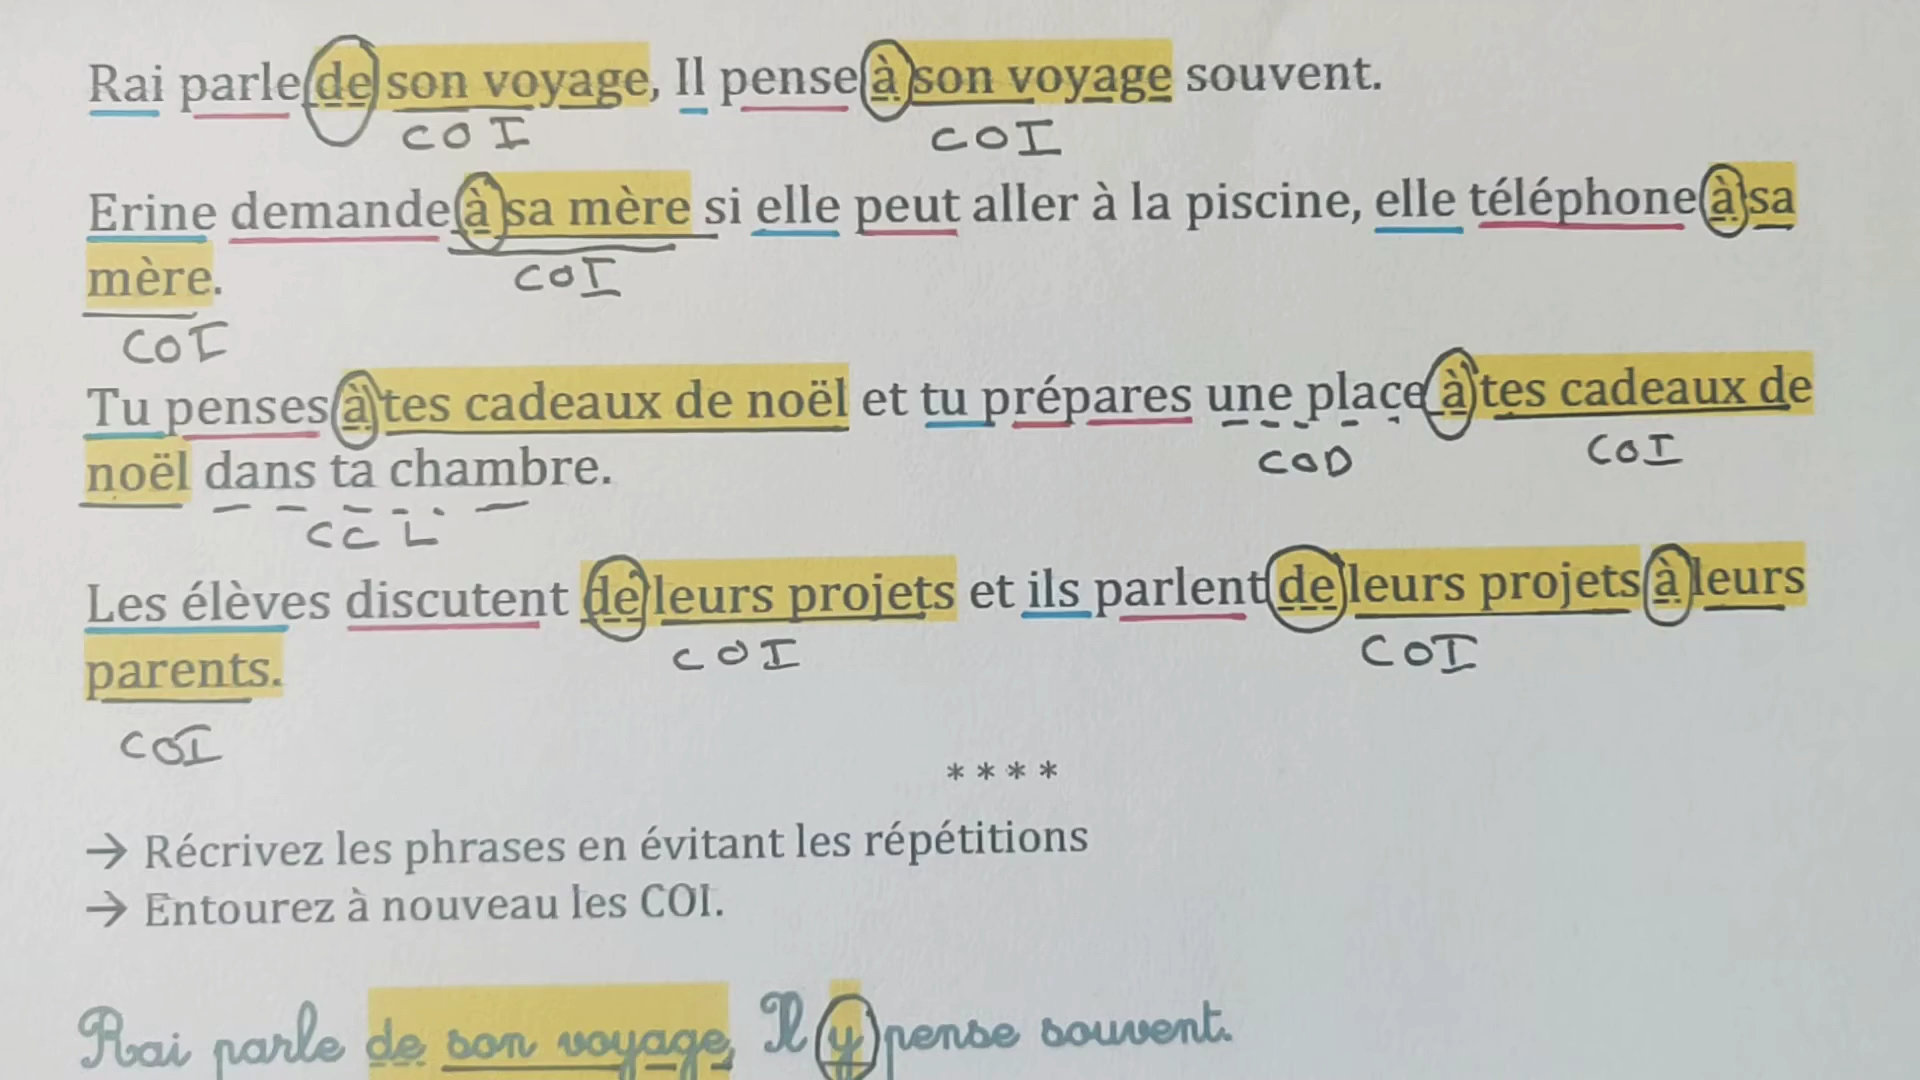 Rai parle de son voyage, Il pense à son voyage souvent.
COI COI
Erine demande à sa mère si elle peut aller à la piscine, elle téléphone à sa
COI
mère.
COI
Tu penses à tes cadeaux de noël et tu prépares une place à tes cadeaux de
COD COI
noël dans ta chambre.
CCL
Les élèves discutent de leurs projets et ils parlent de leurs projets à leurs
COI COI
parents.
COI
****
→ Récrivez les phrases en évitant les répétitions
→ Entourez à nouveau les COI.
Rai parle de son voyage, Il y pense souvent.